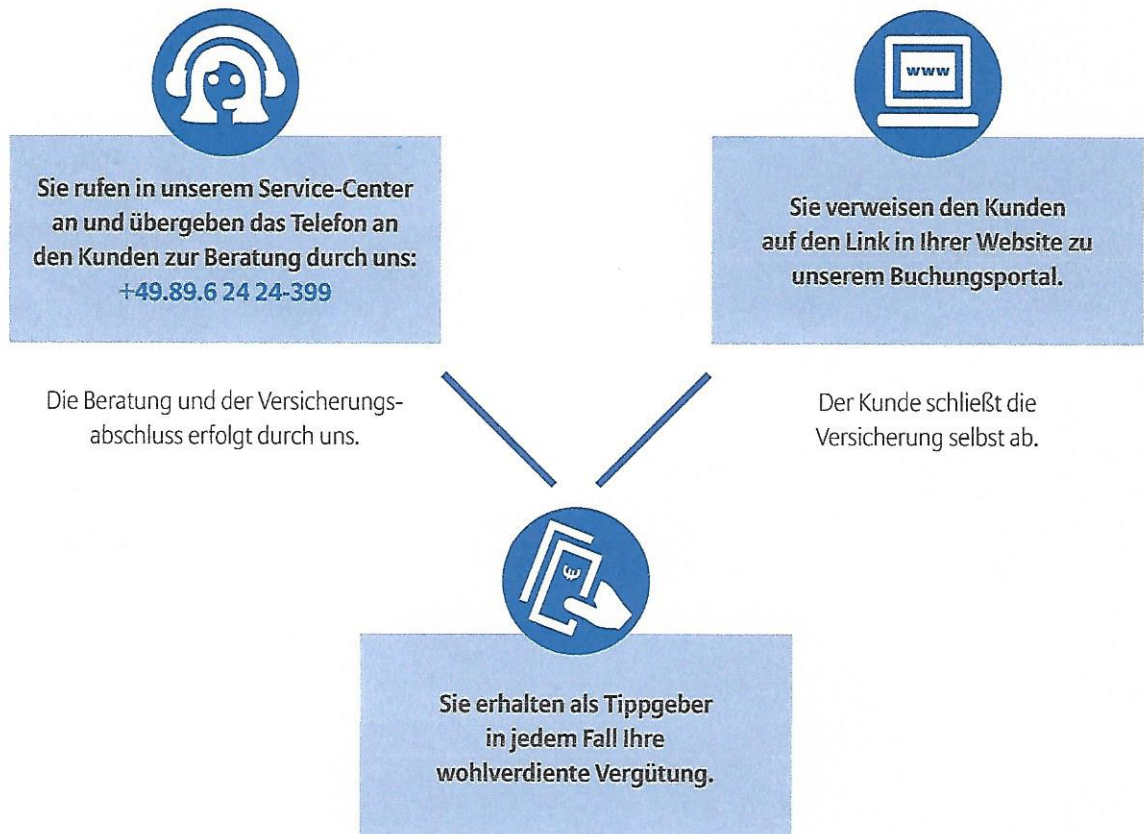 www
Sie rufen in unserem Service-Center
an und übergeben das Telefon an
den Kunden zur Beratung durch uns:
+49.89.6 24 24-399
Sie verweisen den Kunden
auf den Link in Ihrer Website zu
unserem Buchungsportal.
Die Beratung und der Versicherungs-
abschluss erfolgt durch uns.
Der Kunde schließt die
Versicherung selbst ab.
€
Sie erhalten als Tippgeber
in jedem Fall Ihre
wohlverdiente Vergütung.